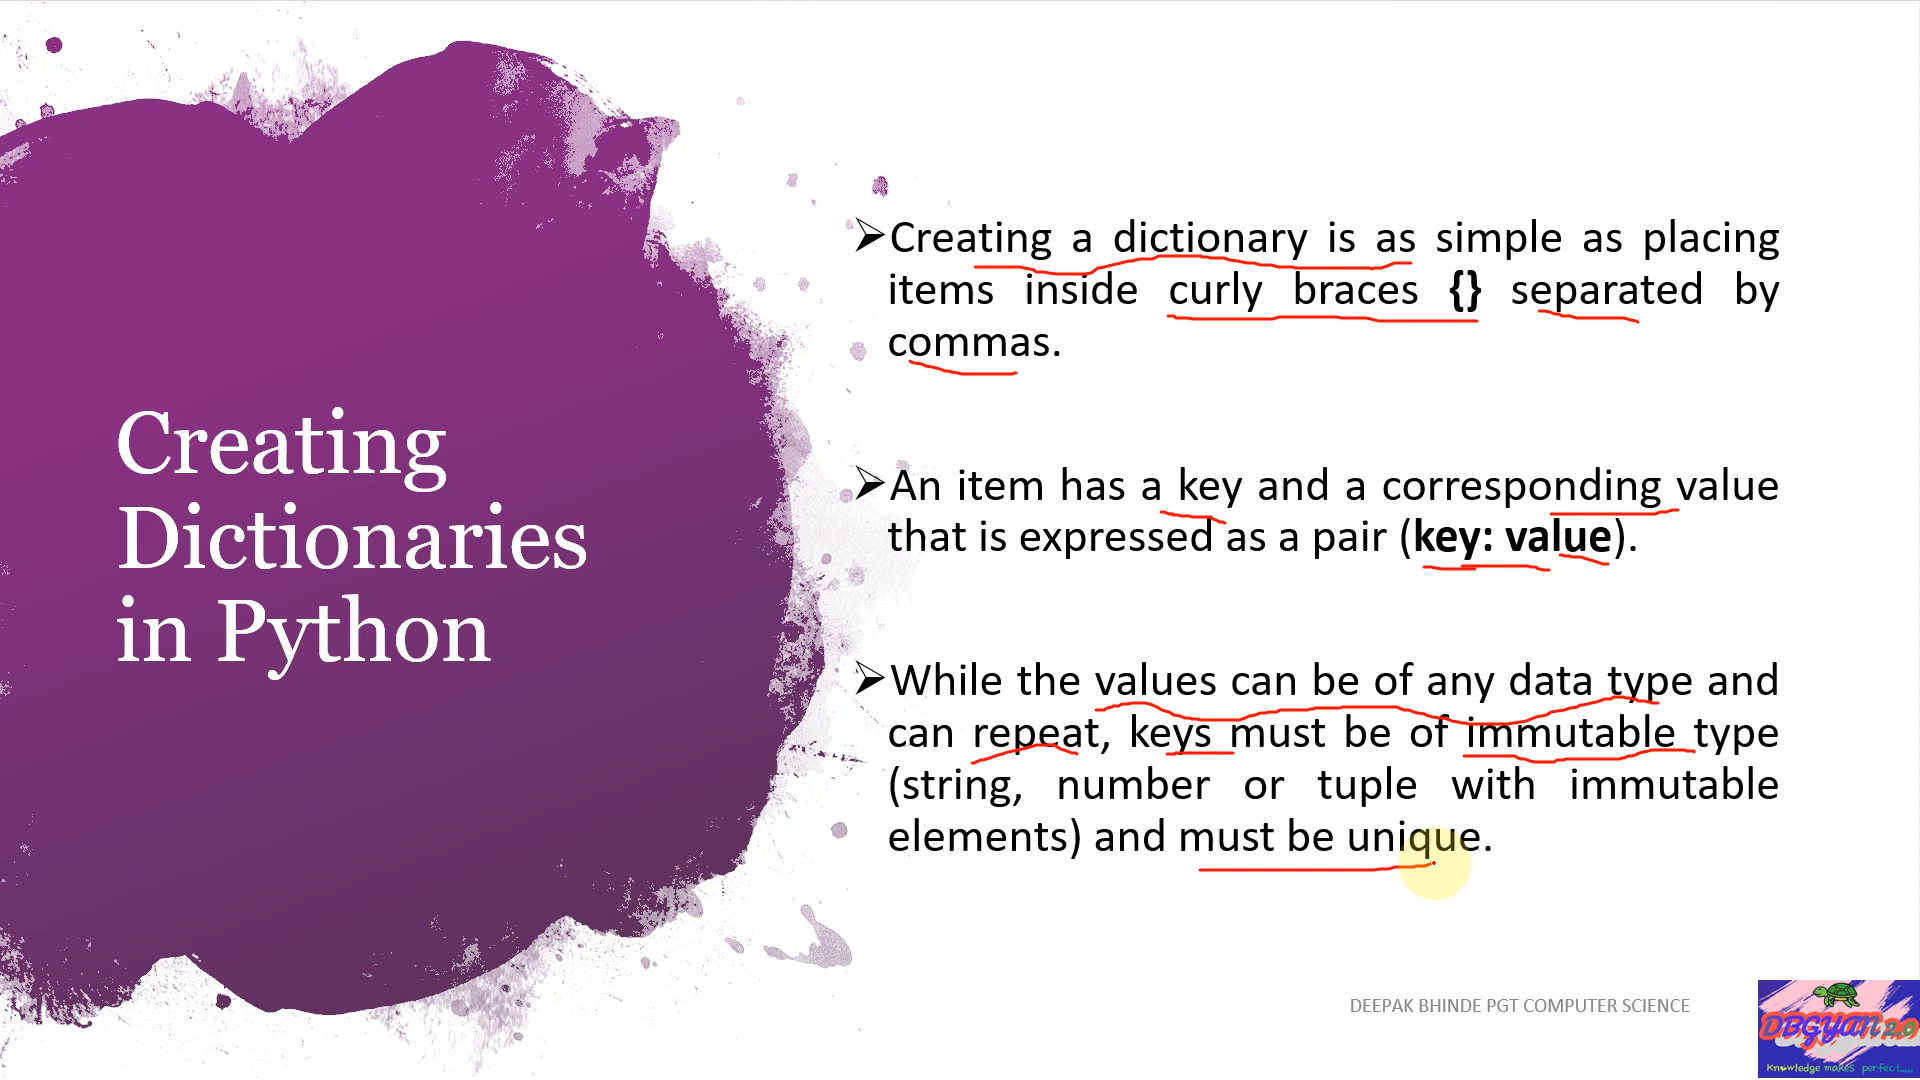 Creating
Dictionaries
in Python
➢Creating a dictionary is as simple as placing
items inside curly braces {} separated by
commas.
➢An item has a key and a corresponding value
that is expressed as a pair (key: value).
➢While the values can be of any data type and
can repeat, keys must be of immutable type
(string, number or tuple with immutable
elements) and must be unique.
DEEPAK BHINDE PGT COMPUTER SCIENCE
DBGYAN 2.0
Knowledge makes perfect....